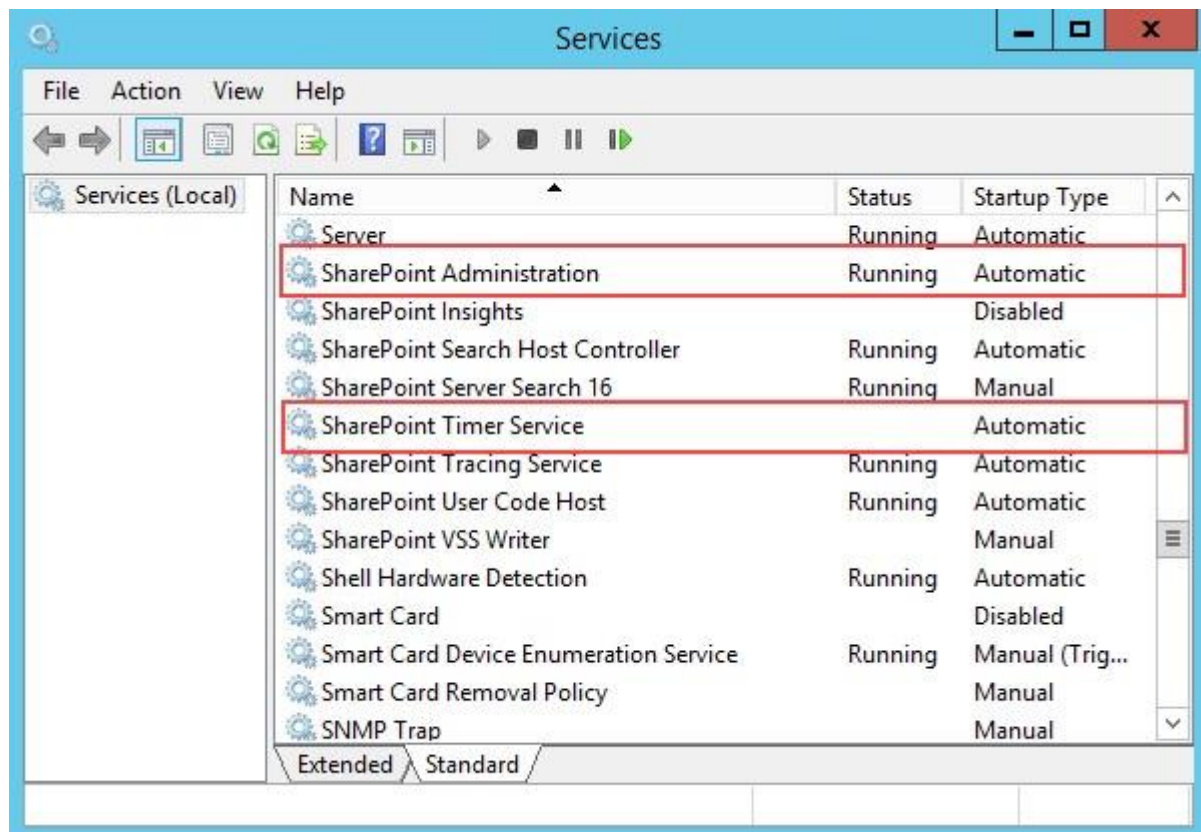 Services
File Action View Help
Services (Local)
Name Status Startup Type
Server Running Automatic
SharePoint Administration Running Automatic
SharePoint Insights Disabled
SharePoint Search Host Controller Running Automatic
SharePoint Server Search 16 Running Manual
SharePoint Timer Service Automatic
SharePoint Tracing Service Running Automatic
SharePoint User Code Host Running Automatic
SharePoint VSS Writer Manual
Shell Hardware Detection Running Automatic
Smart Card Disabled
Smart Card Device Enumeration Service Running Manual (Trig...
Smart Card Removal Policy Manual
SNMP Trap Manual
Extended Standard